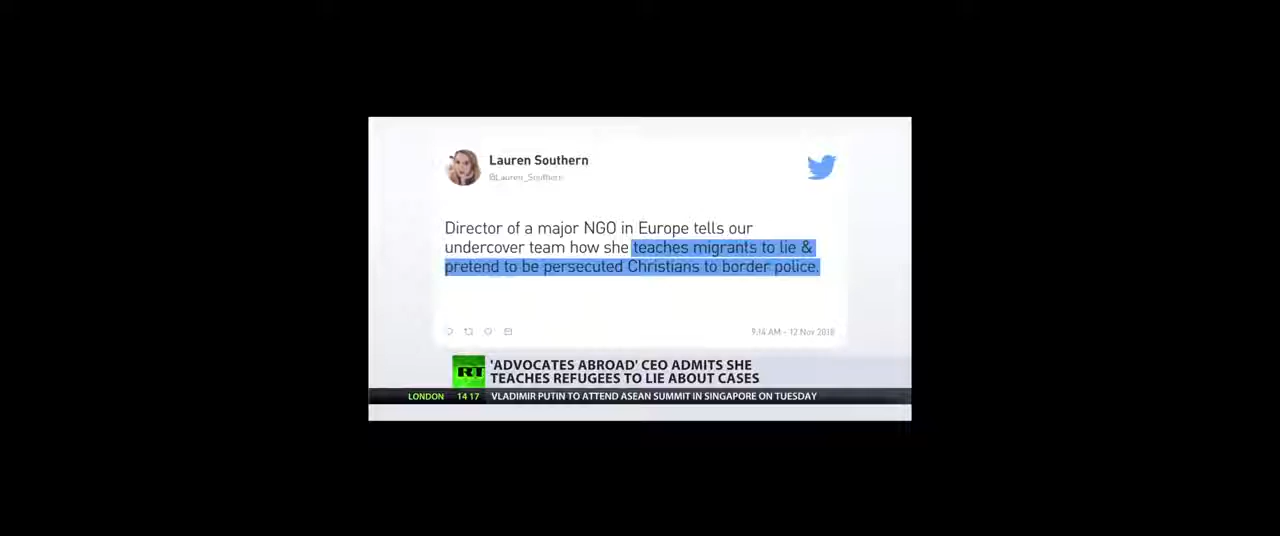 Lauren Southern
@Lauren_Southern
Director of a major NGO in Europe tells our
undercover team how she teaches migrants to lie &
pretend to be persecuted Christians to border police.
9:14 AM - 12 Nov 2018
RT
'ADVOCATES ABROAD' CEO ADMITS SHE
TEACHES REFUGEES TO LIE ABOUT CASES
LONDON 14 17 VLADIMIR PUTIN TO ATTEND ASEAN SUMMIT IN SINGAPORE ON TUESDAY